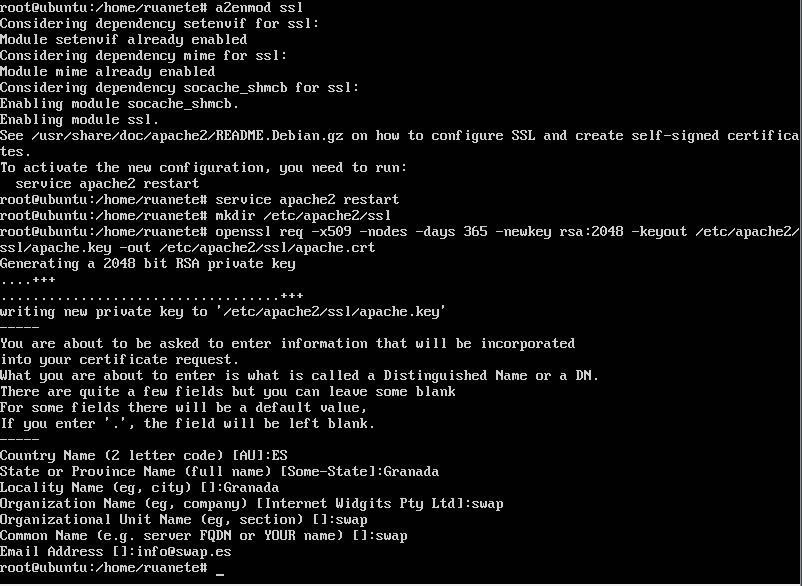 root@ubuntu:/home/ruanete# a2enmod ssl
Considering dependency setenvif for ssl:
Module setenvif already enabled
Considering dependency mime for ssl:
Module mime already enabled
Considering dependency socache_shmcb for ssl:
Enabling module socache_shmcb.
Enabling module ssl.
See /usr/share/doc/apache2/README.Debian.gz on how to configure SSL and create self-signed certifica
tes.
To activate the new configuration, you need to run:
  service apache2 restart
root@ubuntu:/home/ruanete# service apache2 restart
root@ubuntu:/home/ruanete# mkdir /etc/apache2/ssl
root@ubuntu:/home/ruanete# openssl req -x509 -nodes -days 365 -newkey rsa:2048 -keyout /etc/apache2/
ssl/apache.key -out /etc/apache2/ssl/apache.crt
Generating a 2048 bit RSA private key
....+++
...................................+++
writing new private key to '/etc/apache2/ssl/apache.key'
-----
You are about to be asked to enter information that will be incorporated
into your certificate request.
What you are about to enter is what is called a Distinguished Name or a DN.
There are quite a few fields but you can leave some blank
For some fields there will be a default value,
If you enter '.', the field will be left blank.
-----
Country Name (2 letter code) [AU]:ES
State or Province Name (full name) [Some-State]:Granada
Locality Name (eg, city) []:Granada
Organization Name (eg, company) [Internet Widgits Pty Ltd]:swap
Organizational Unit Name (eg, section) []:swap
Common Name (e.g. server FQDN or YOUR name) []:swap
Email Address []:info@swap.es
root@ubuntu:/home/ruanete# _